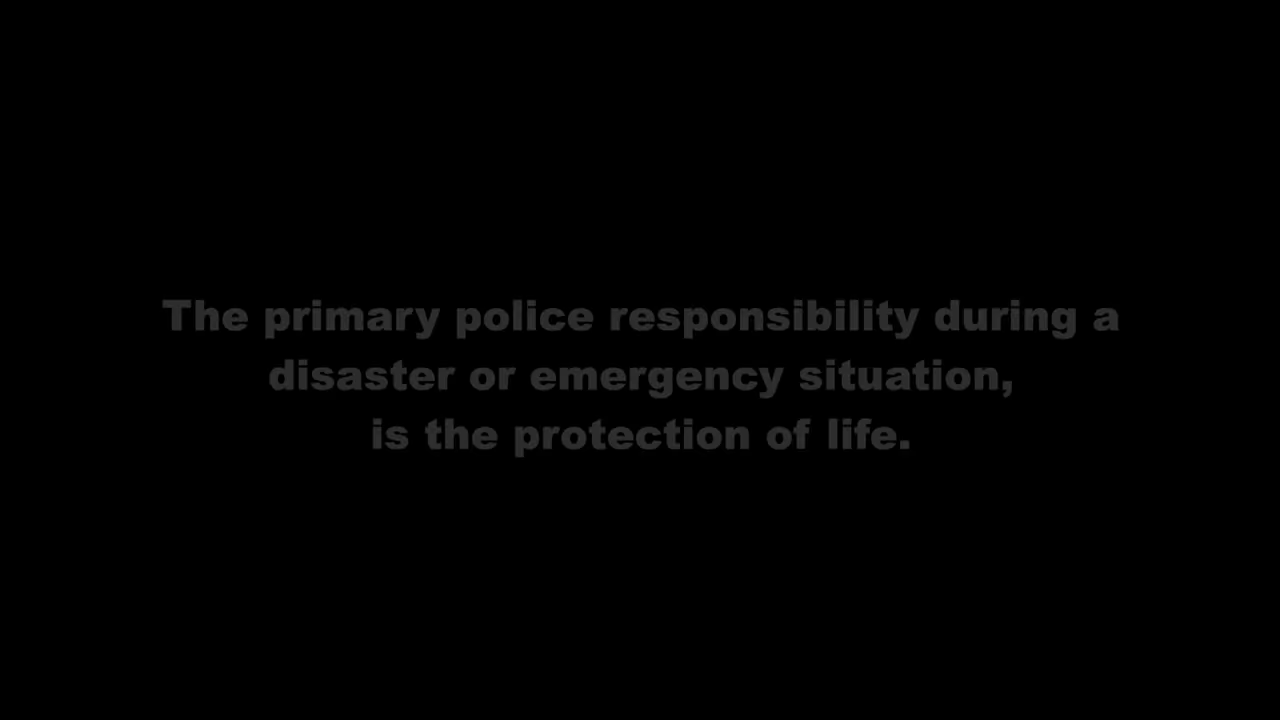 The primary police responsibility during a
disaster or emergency situation,
is the protection of life.